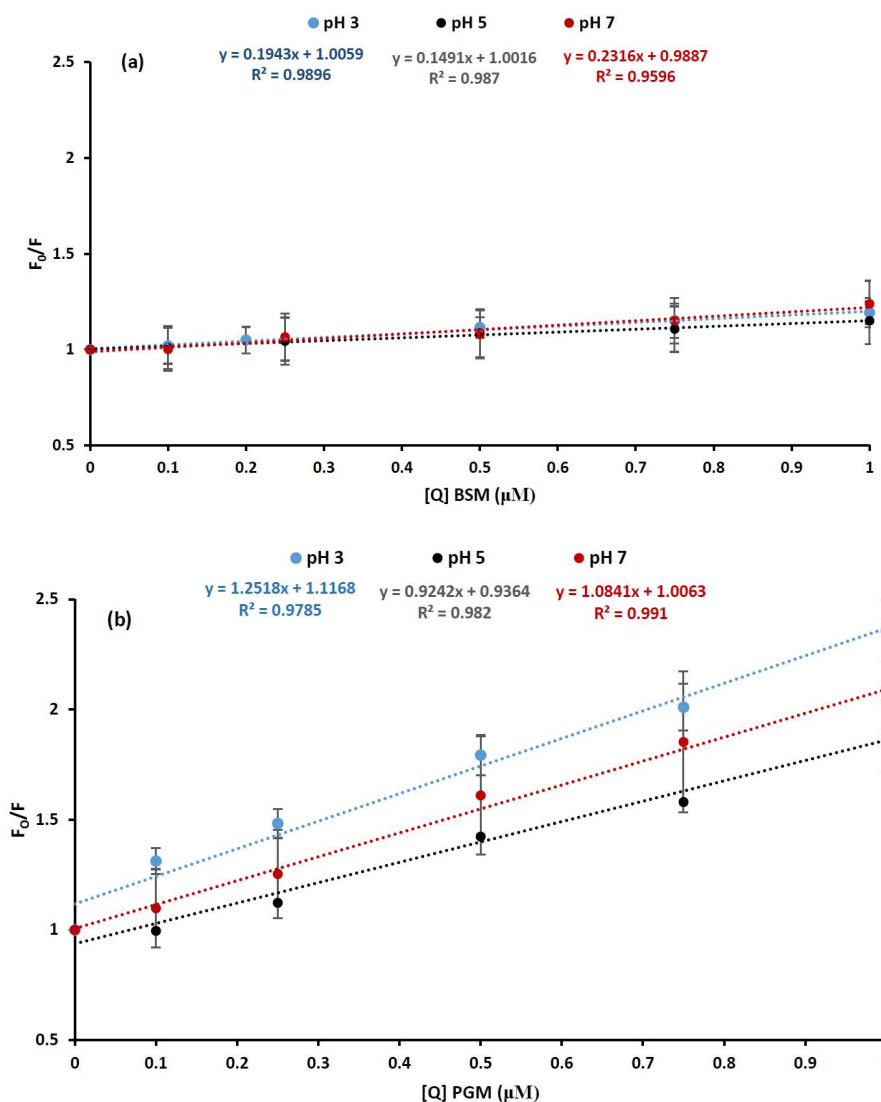 pH 3 pH 5 pH 7
y = 0.1943x + 1.0059 y = 0.1491x + 1.0016 y = 0.2316x + 0.9887
R² = 0.9896 R² = 0.987 R² = 0.9596
(a)
2.5
2
1.5
1
0.5
F₀/F
0 0.1 0.2 0.3 0.4 0.5 0.6 0.7 0.8 0.9 1
[Q] BSM (µM)
pH 3 pH 5 pH 7
y = 1.2518x + 1.1168 y = 0.9242x + 0.9364 y = 1.0841x + 1.0063
R² = 0.9785 R² = 0.982 R² = 0.991
(b)
2.5
2
1.5
1
0.5
F₀/F
0 0.1 0.2 0.3 0.4 0.5 0.6 0.7 0.8 0.9
[Q] PGM (µM)